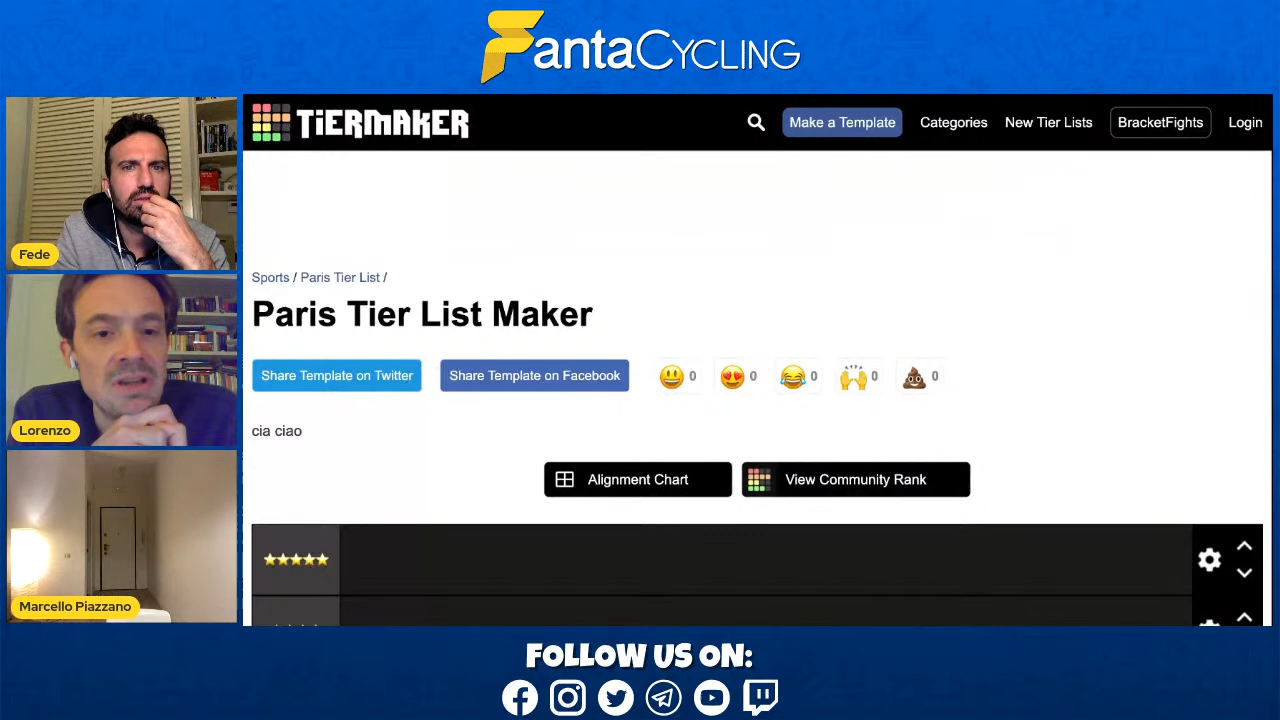 FantaCycling
TiERMAKER
Make a Template
Categories
New Tier Lists
BracketFights
Login
Fede
Lorenzo
Marcello Piazzano
Sports / Paris Tier List /
Paris Tier List Maker
Share Template on Twitter
Share Template on Facebook
0
0
0
0
0
cia ciao
Alignment Chart
View Community Rank
FOLLOW US ON: